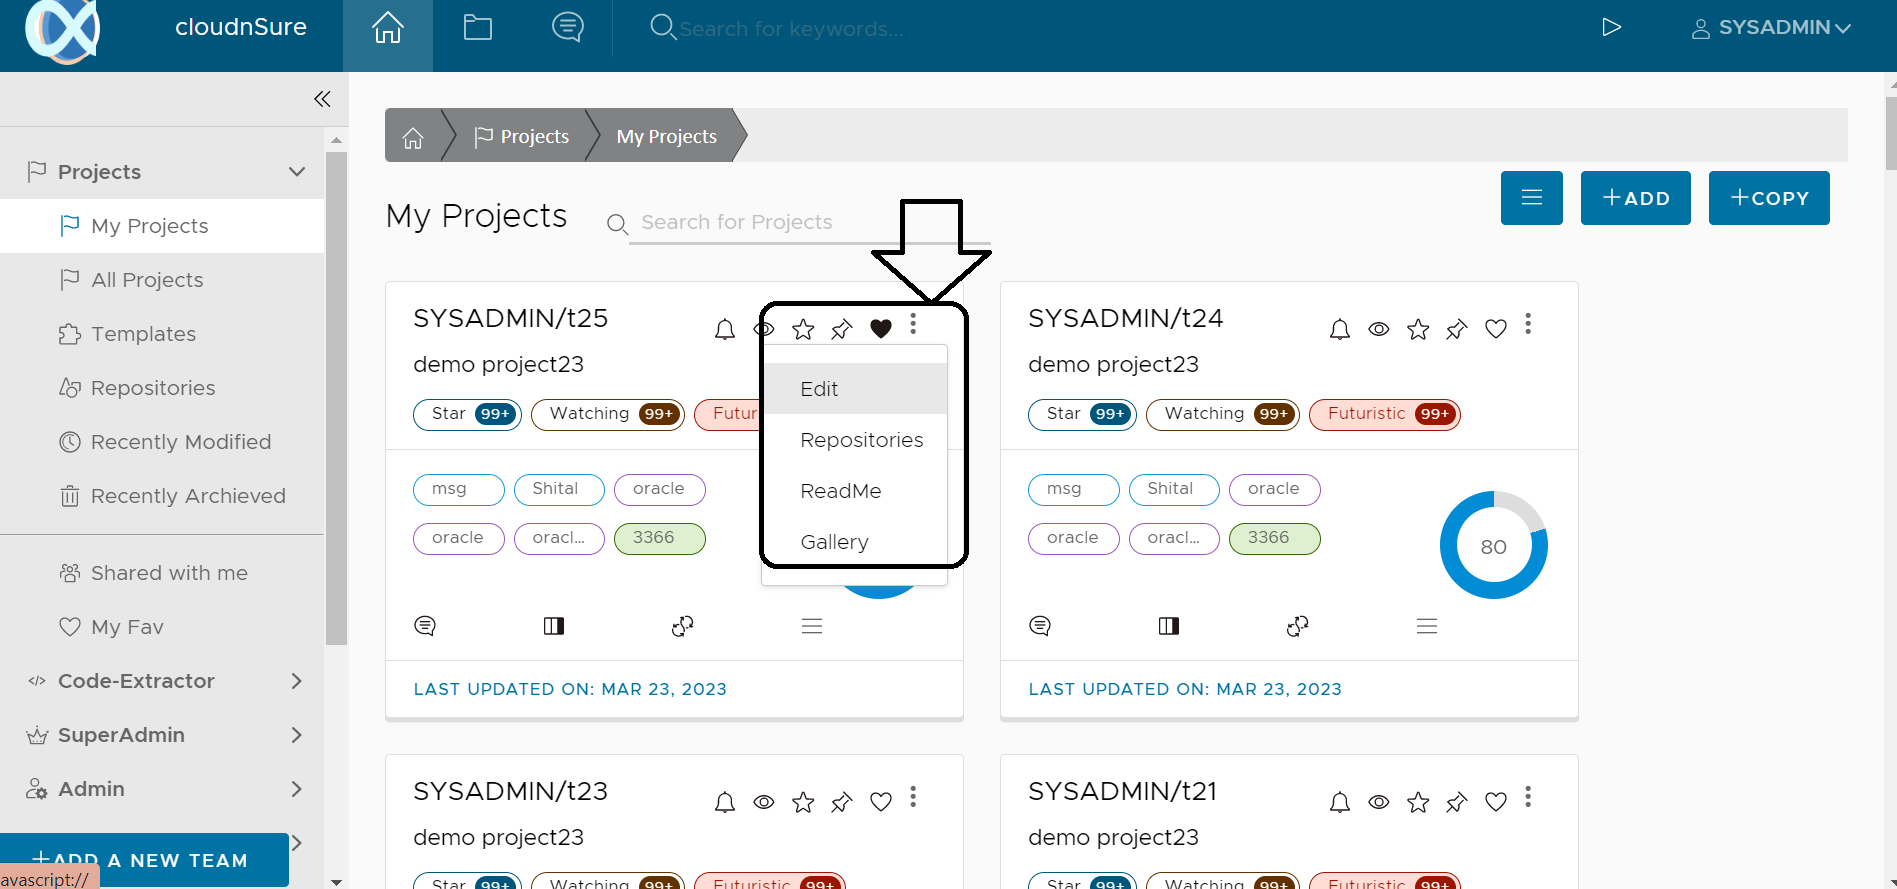 cloudnSure
Search for keywords...
SYSADMIN
Projects
My Projects
All Projects
Templates
Repositories
Recently Modified
Recently Archieved
Shared with me
My Fav
Code-Extractor
SuperAdmin
Admin
+ADD A NEW TEAM
avascript://
Projects
My Projects
My Projects
Search for Projects
+ADD
+COPY
SYSADMIN/t25
demo project23
Star 99+
Watching 99+
Futur
Edit
Repositories
ReadMe
Gallery
msg
Shital
oracle
oracle
oracl...
3366
LAST UPDATED ON: MAR 23, 2023
SYSADMIN/t24
demo project23
Star 99+
Watching 99+
Futuristic 99+
msg
Shital
oracle
oracle
oracl...
3366
80
LAST UPDATED ON: MAR 23, 2023
SYSADMIN/t23
demo project23
Star 99+
Watching 99+
Futuristic 99+
SYSADMIN/t21
demo project23
Star 99+
Watching 99+
Futuristic 99+